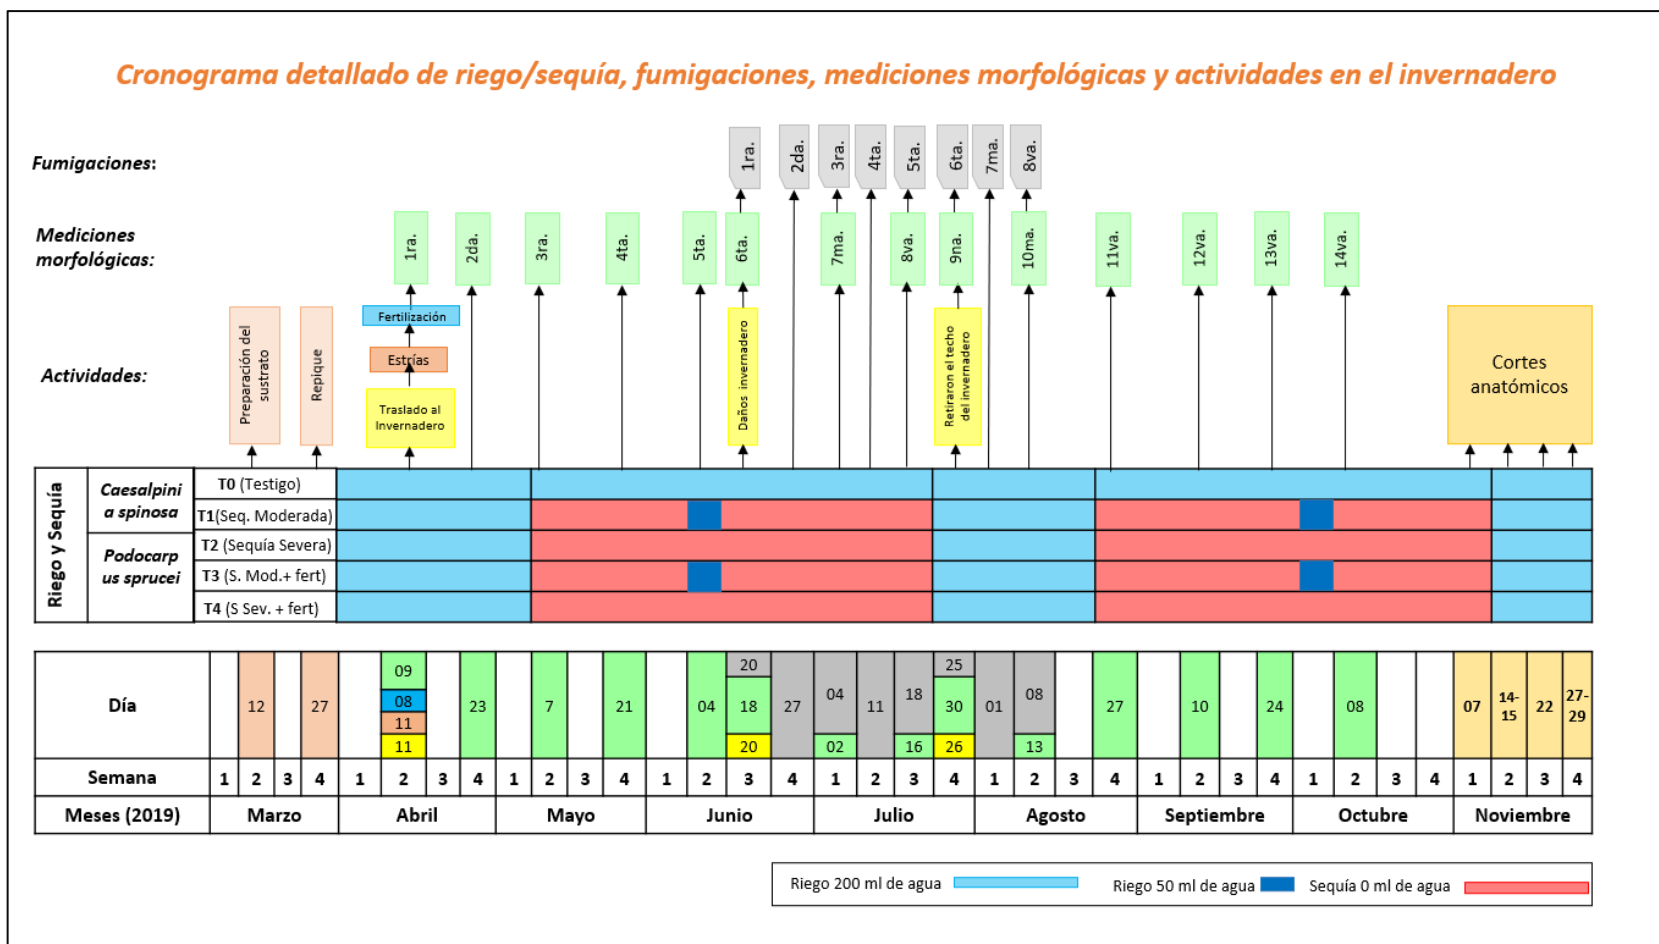 Cronograma detallado de riego/sequía, fumigaciones, mediciones morfológicas y actividades en el invernadero
Fumigaciones:
1ra.
2da.
3ra.
4ta.
5ta.
6ta.
7ma.
8va.
Mediciones
morfológicas:
1ra.
2da.
3ra.
4ta.
5ta.
6ta.
7ma.
8va.
9na.
10ma.
11va.
12va.
13va.
14va.
Actividades:
Preparación del
sustrato
Repique
Fertilización
Estrías
Traslado al
Invernadero
Daños invernadero
Retiraron el techo
del invernadero
Cortes
anatómicos
Riego y Sequía
Caesalpini
a spinosa
Podocarp
us sprucei
T0 (Testigo)
T1(Seq. Moderada)
T2 (Sequía Severa)
T3 (S. Mod.+ fert)
T4 (S Sev. + fert)
Día
12
27
09
08
11
11
23
7
21
04
20
18
20
27
04
02
11
18
16
25
30
26
01
08
13
27
10
24
08
07
14-
15
22
27-
29
Semana 1 2 3 4 1 2 3 4 1 2 3 4 1 2 3 4 1 2 3 4 1 2 3 4 1 2 3 4 1 2 3 4 1 2 3 4
Meses (2019) Marzo Abril Mayo Junio Julio Agosto Septiembre Octubre Noviembre
Riego 200 ml de agua Riego 50 ml de agua Sequía 0 ml de agua